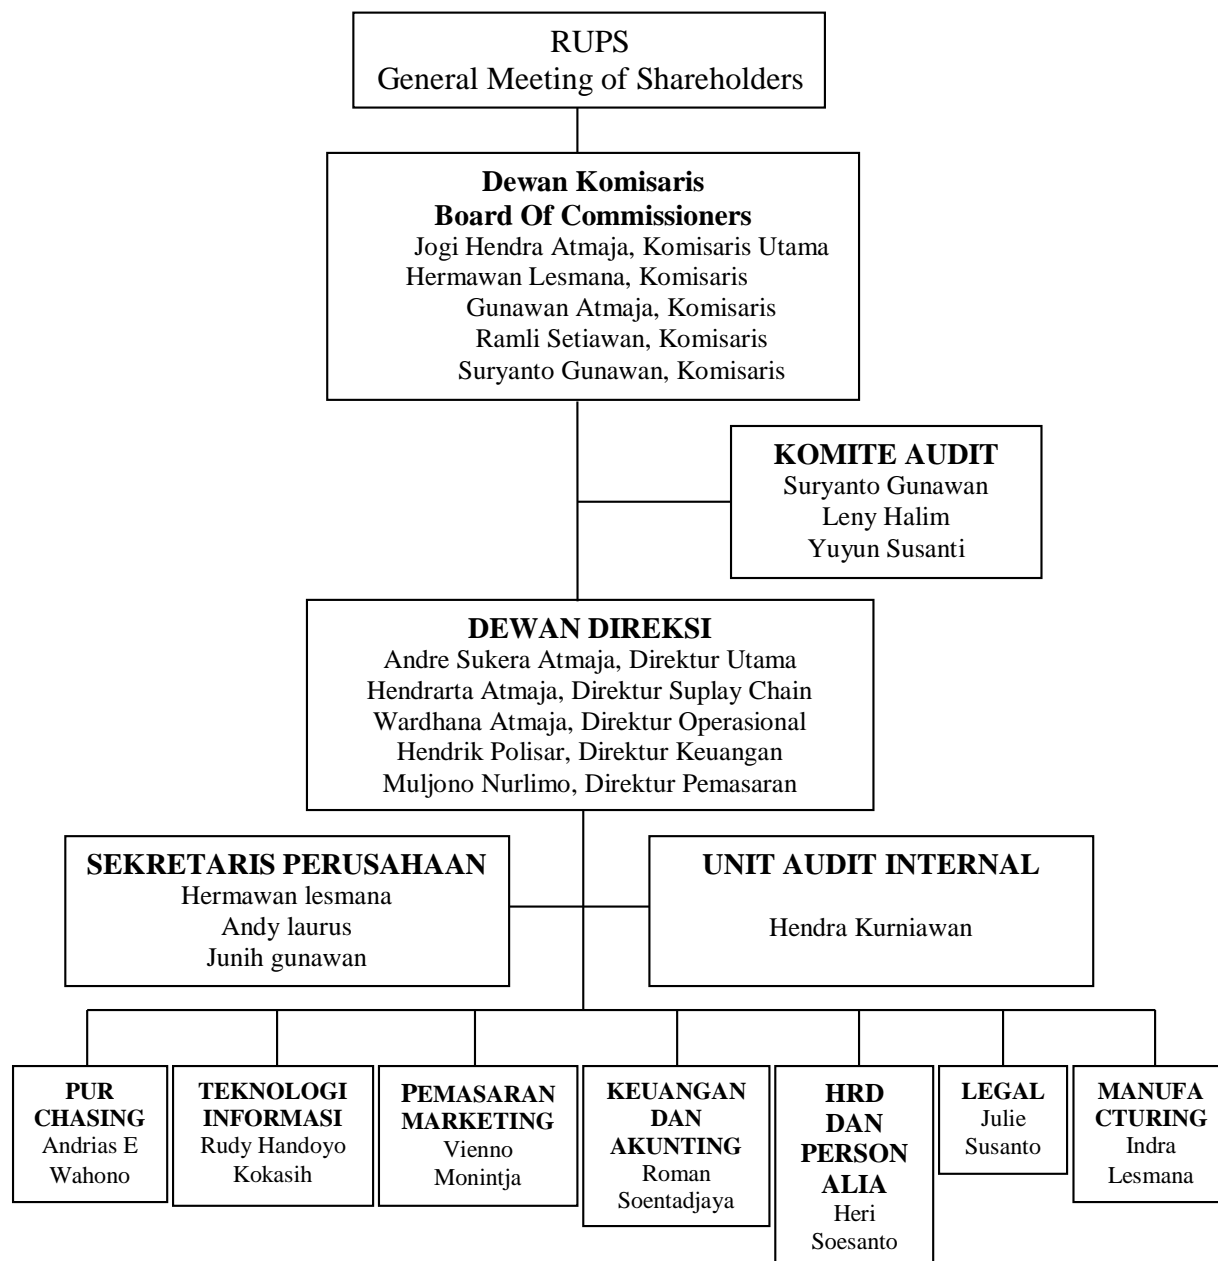 RUPS
General Meeting of Shareholders
Dewan Komisaris
Board Of Commissioners
Jogi Hendra Atmaja, Komisaris Utama
Hermawan Lesmana, Komisaris
Gunawan Atmaja, Komisaris
Ramli Setiawan, Komisaris
Suryanto Gunawan, Komisaris
KOMITE AUDIT
Suryanto Gunawan
Leny Halim
Yuyun Susanti
DEWAN DIREKSI
Andre Sukera Atmaja, Direktur Utama
Hendrarta Atmaja, Direktur Suplay Chain
Wardhana Atmaja, Direktur Operasional
Hendrik Polisar, Direktur Keuangan
Muljono Nurlimo, Direktur Pemasaran
SEKRETARIS PERUSAHAAN
Hermawan lesmana
Andy laurus
Junih gunawan
UNIT AUDIT INTERNAL
Hendra Kurniawan
PUR
CHASING
Andrias E
Wahono
TEKNOLOGI
INFORMASI
Rudy Handoyo
Kokasih
PEMASARAN
MARKETING
Vienno
Monintja
KEUANGAN
DAN
AKUNTING
Roman
Soentadjaya
HRD
DAN
PERSON
ALIA
Heri
Soesanto
LEGAL
Julie
Susanto
MANUFA
CTURING
Indra
Lesmana